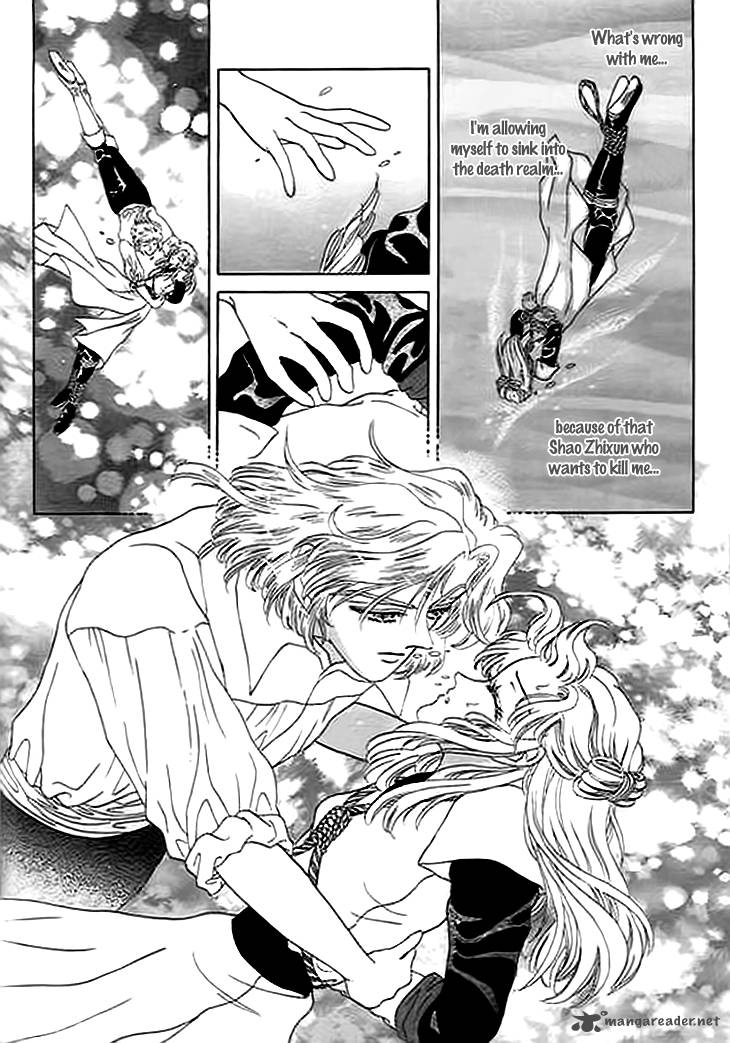 What's wrong
with me...
I'm allowing
myself to sink into
the death realm...
because of that
Shao Zhixun who
wants to kill me...
mangareader.net